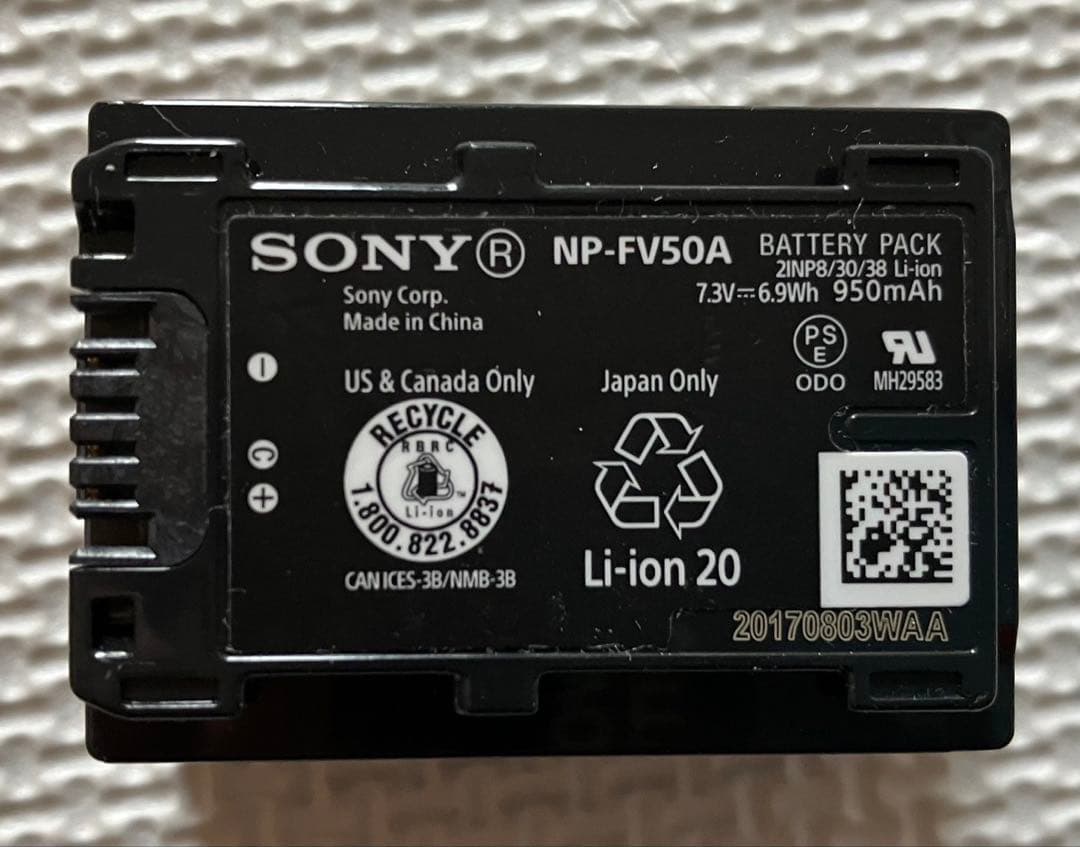 SONY® NP-FV50A BATTERY PACK
2INP8/30/38 Li-ion
7.3V⎓6.9Wh 950mAh
Sony Corp.
Made in China
PS
E
ODO
MH29583
US & Canada Only
Japan Only
RECYCLE
RBRC
Li-ion
TM
1.800.822.8837
CAN ICES-3B/NMB-3B
Li-ion 20
20170803WAA
−
C
+